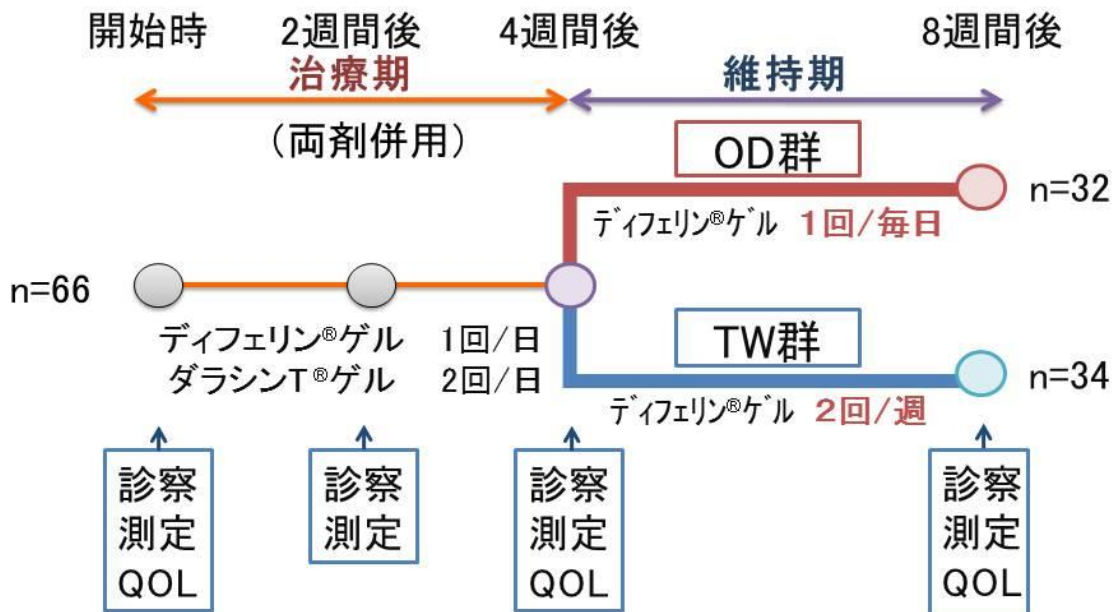 開始時 2週間後 4週間後 8週間後
治療期 維持期
(両剤併用)
OD群
n=32
ディフェリン®ゲル 1回/毎日
n=66
ディフェリン®ゲル 1回/日
ダラシンT®ゲル 2回/日
TW群
n=34
ディフェリン®ゲル 2回/週
診察
測定
QOL
診察
測定
診察
測定
QOL
診察
測定
QOL